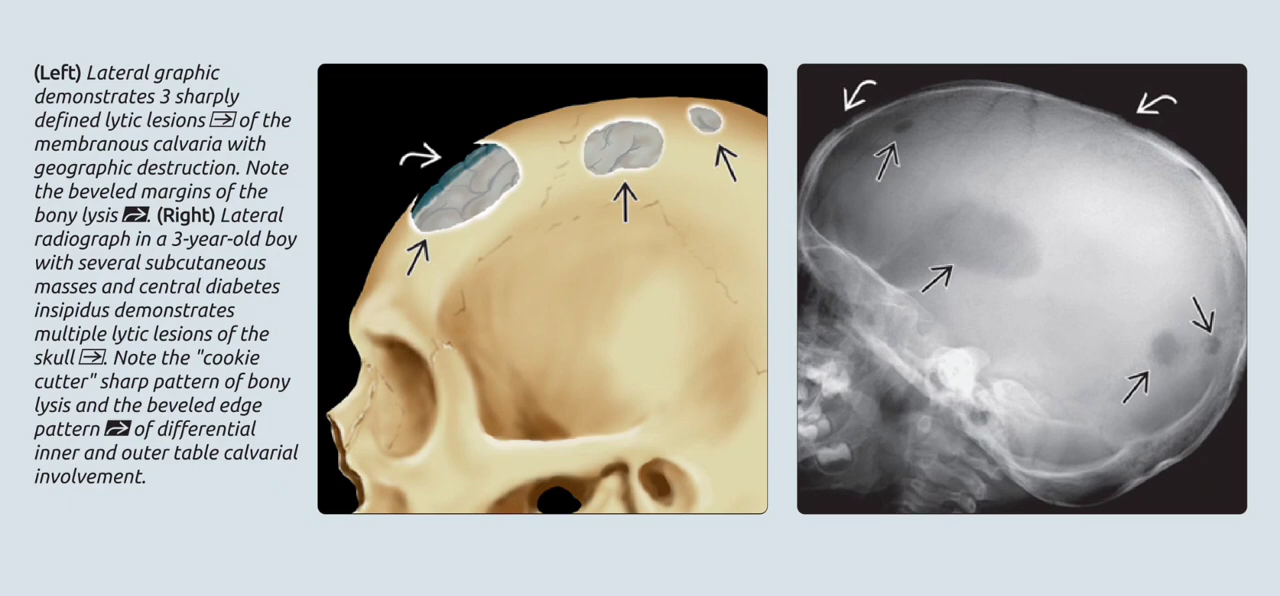 (Left) Lateral graphic
demonstrates 3 sharply
defined lytic lesions of the
membranous calvaria with
geographic destruction. Note
the beveled margins of the
bony lysis. (Right) Lateral
radiograph in a 3-year-old boy
with several subcutaneous
masses and central diabetes
insipidus demonstrates
multiple lytic lesions of the
skull. Note the "cookie
cutter" sharp pattern of bony
lysis and the beveled edge
pattern of differential
inner and outer table calvarial
involvement.